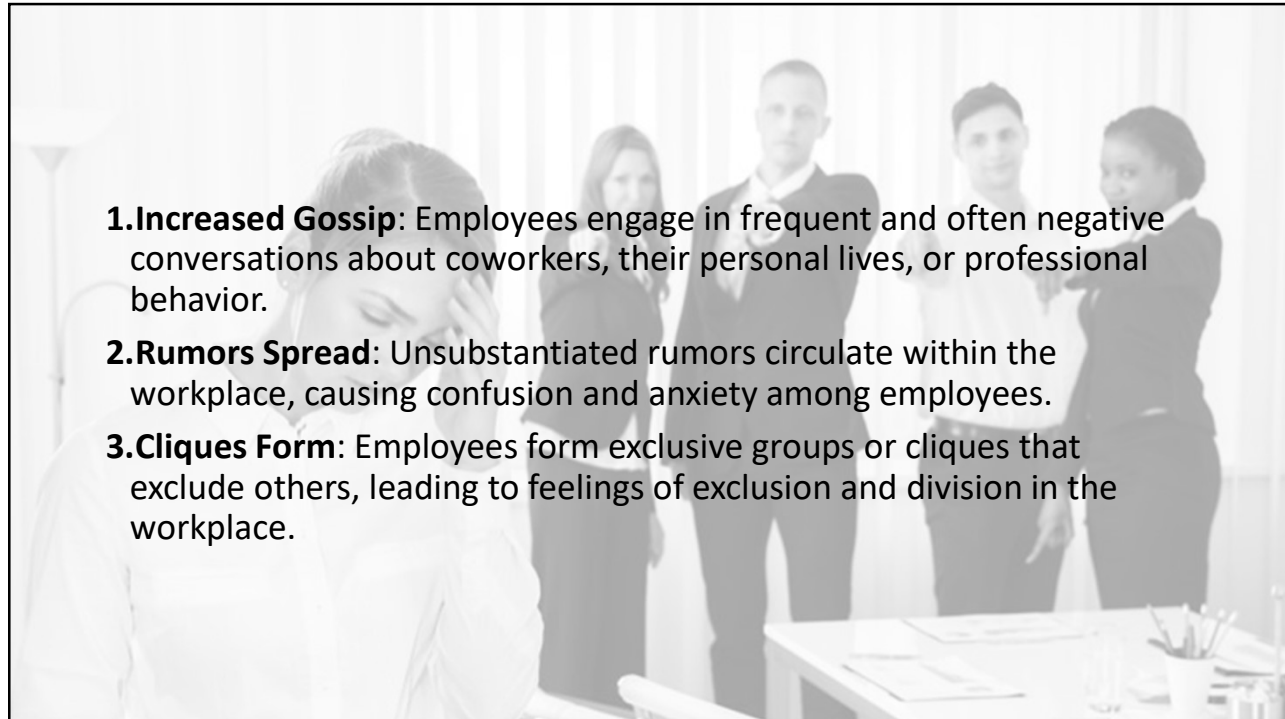 1.Increased Gossip: Employees engage in frequent and often negative
conversations about coworkers, their personal lives, or professional
behavior.
2.Rumors Spread: Unsubstantiated rumors circulate within the
workplace, causing confusion and anxiety among employees.
3.Cliques Form: Employees form exclusive groups or cliques that
exclude others, leading to feelings of exclusion and division in the
workplace.